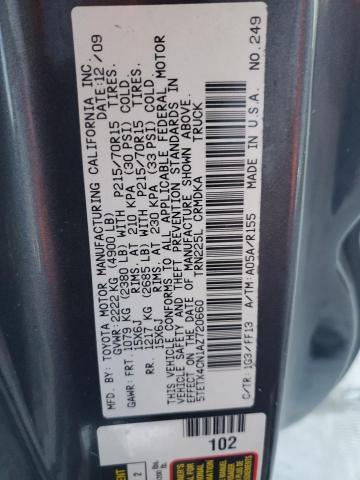 MFD. BY: TOYOTA MOTOR MANUFACTURING CALIFORNIA INC.
DATE: 12/09
GVWR: 2222 KG (4900 LB)
GAWR: FRT. 1079 KG (2380 LB) WITH P215/70R15 TIRES.
15X6J RIMS. AT 210 KPA (30 PSI) COLD.
RR. 1217 KG (2685 LB) WITH P215/70R15 TIRES.
15X6J RIMS. AT 230 KPA (33 PSI) COLD.
THIS VEHICLE CONFORMS TO ALL APPLICABLE FEDERAL MOTOR
VEHICLE SAFETY AND THEFT PREVENTION STANDARDS IN
EFFECT ON THE DATE OF MANUFACTURE SHOWN ABOVE.
5TETX4CN1AZ720660 TRN225L CRMDKA TRUCK
C/TR: 1G3/FF13 A/TM: A05A/R155 MADE IN U.S.A. NO. 249
102